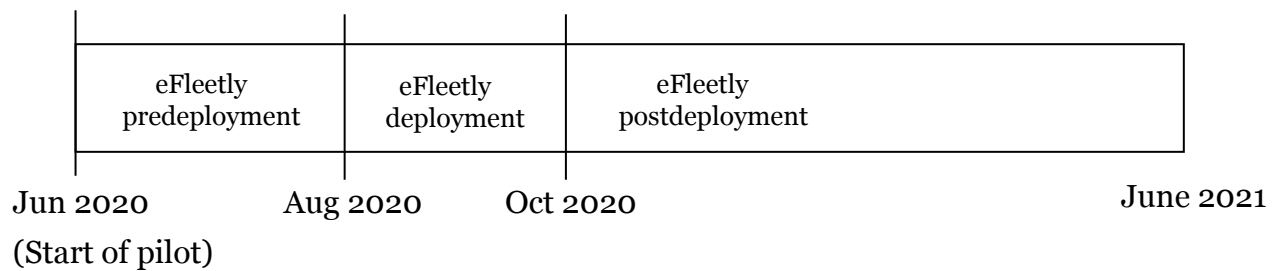 eFleetly
predeployment
eFleetly
deployment
eFleetly
postdeployment
Jun 2020
Aug 2020
Oct 2020
June 2021
(Start of pilot)